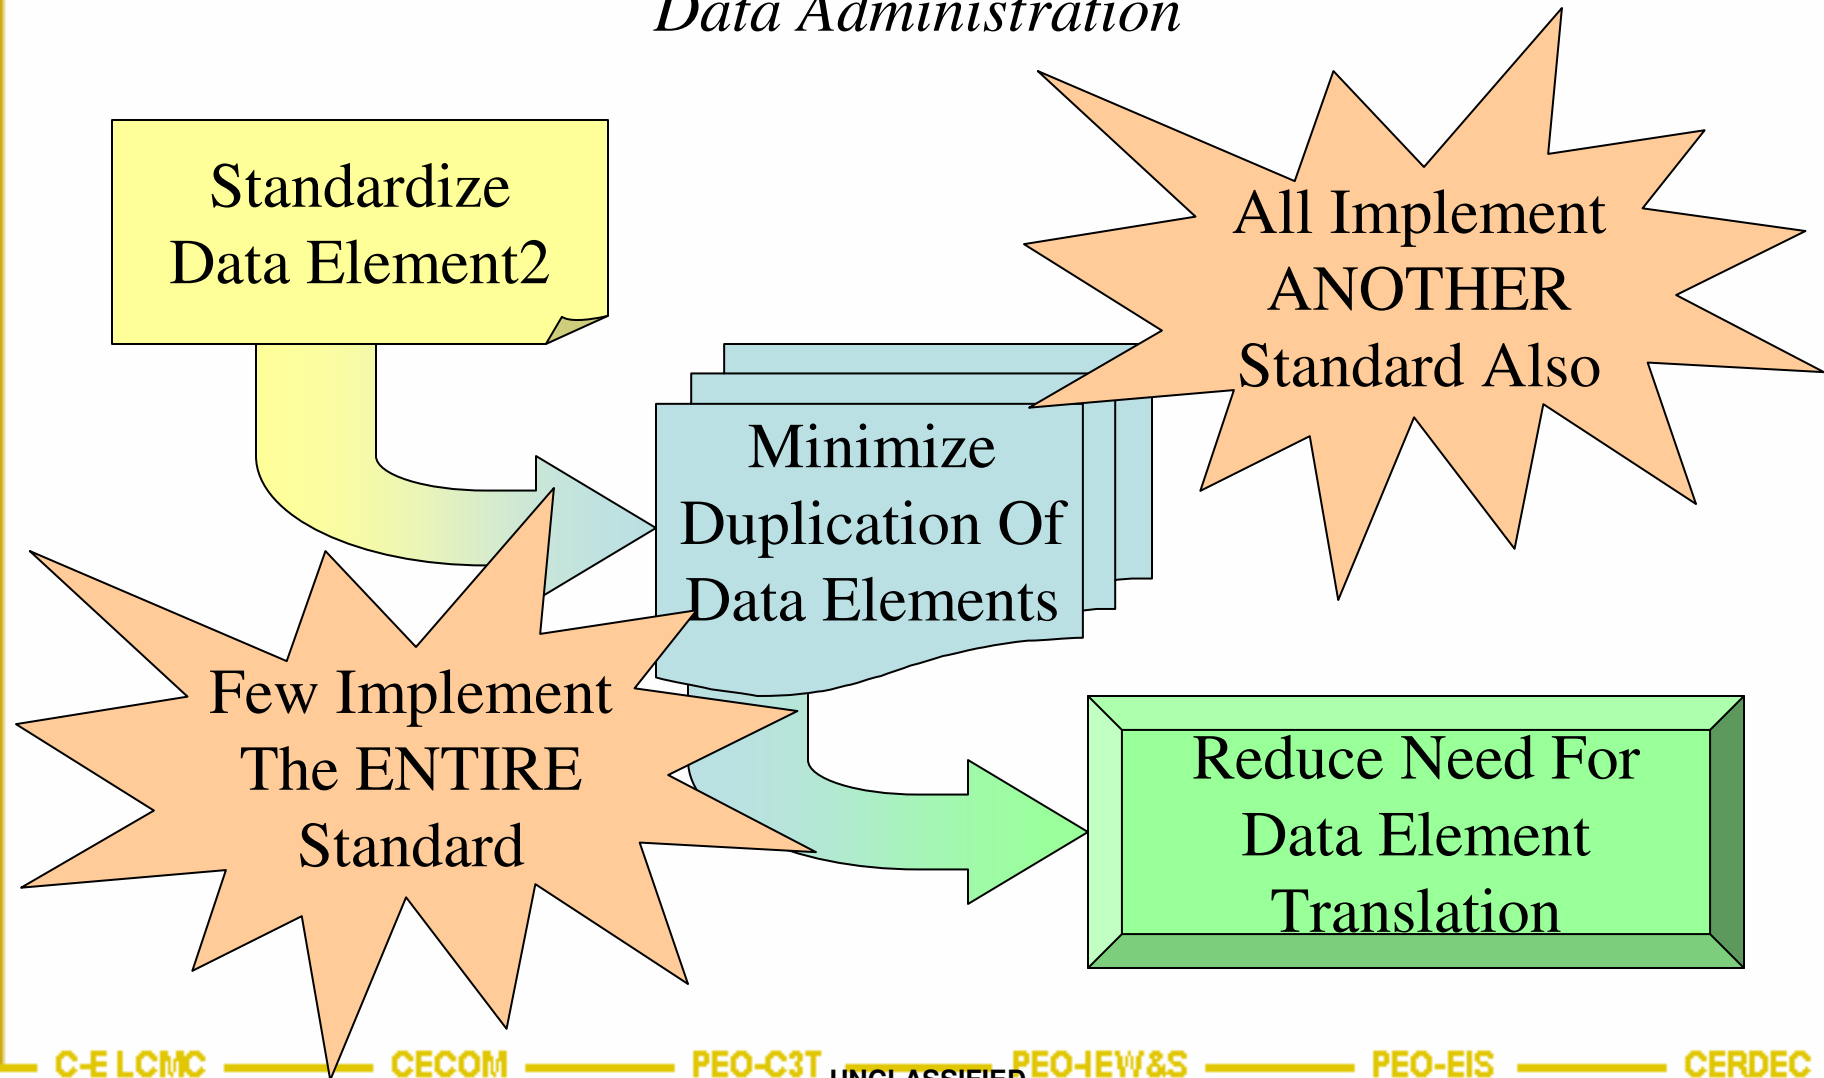 Data Administration
Standardize
Data Element2
All Implement
ANOTHER
Standard Also
Minimize
Duplication Of
Data Elements
Few Implement
The ENTIRE
Standard
Reduce Need For
Data Element
Translation
C-E LCMC CECOM PEO-C3T PEO-IEW&S PEO-EIS CERDEC
UNCLASSIFIED